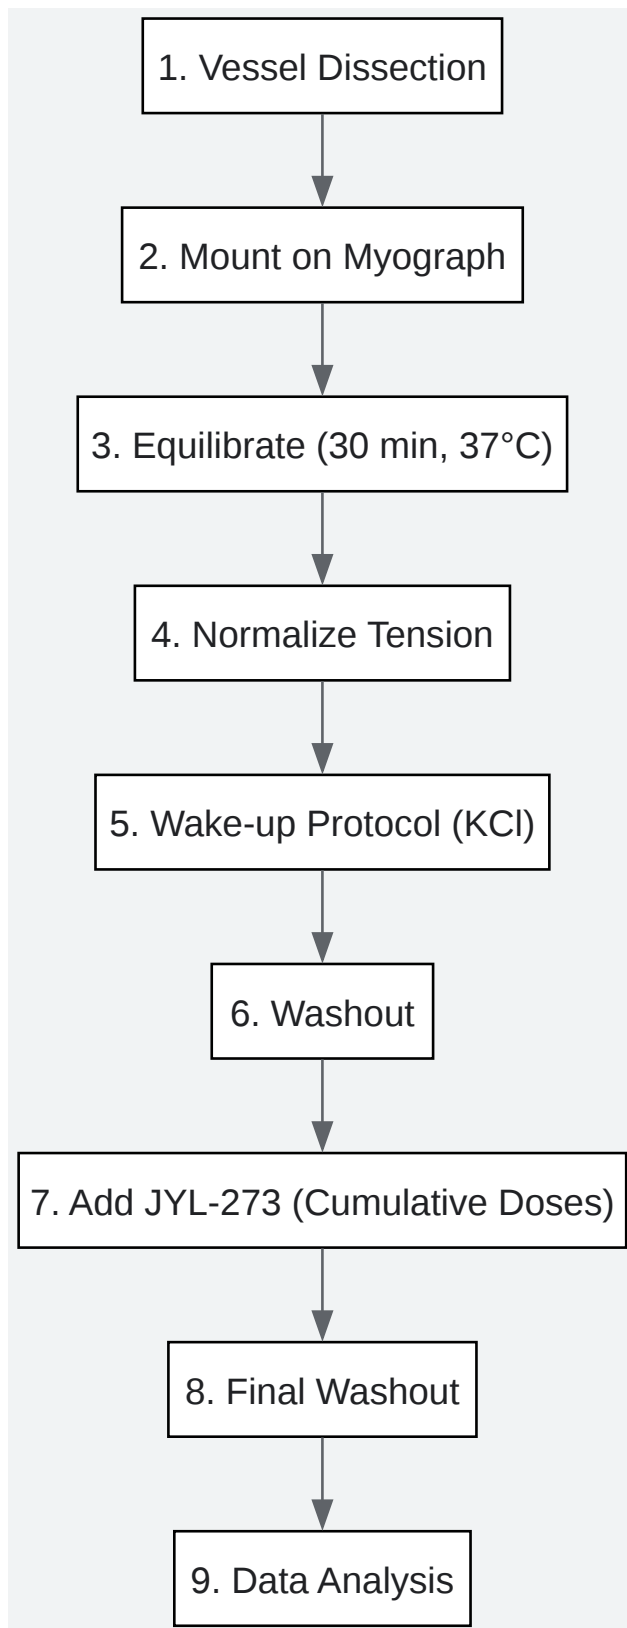 1. Vessel Dissection
2. Mount on Myograph
3. Equilibrate (30 min, 37°C)
4. Normalize Tension
5. Wake-up Protocol (KCl)
6. Washout
7. Add JYL-273 (Cumulative Doses)
8. Final Washout
9. Data Analysis